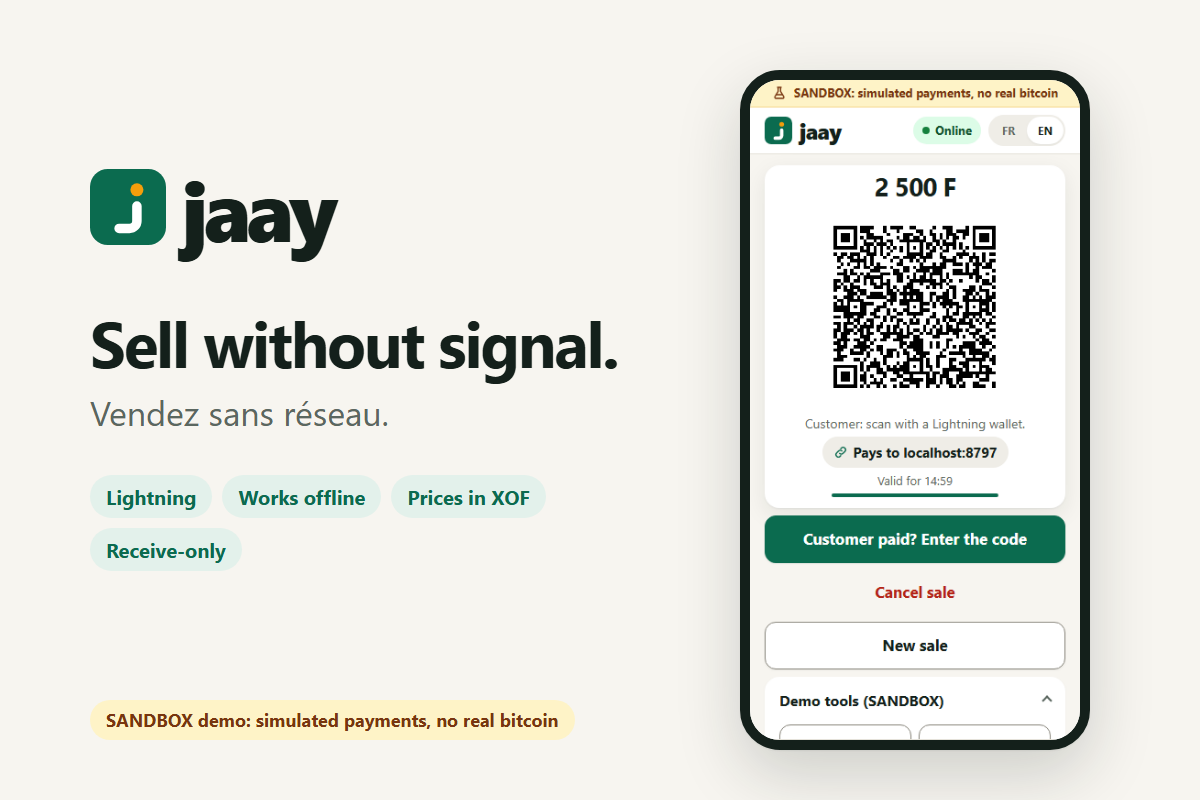 jaay
Sell without signal.
Vendez sans réseau.
Lightning
Works offline
Prices in XOF
Receive-only
SANDBOX demo: simulated payments, no real bitcoin
SANDBOX: simulated payments, no real bitcoin
jaay
Online
FR
EN
2 500 F
Customer: scan with a Lightning wallet.
Pays to localhost:8797
Valid for 14:59
Customer paid? Enter the code
Cancel sale
New sale
Demo tools (SANDBOX)